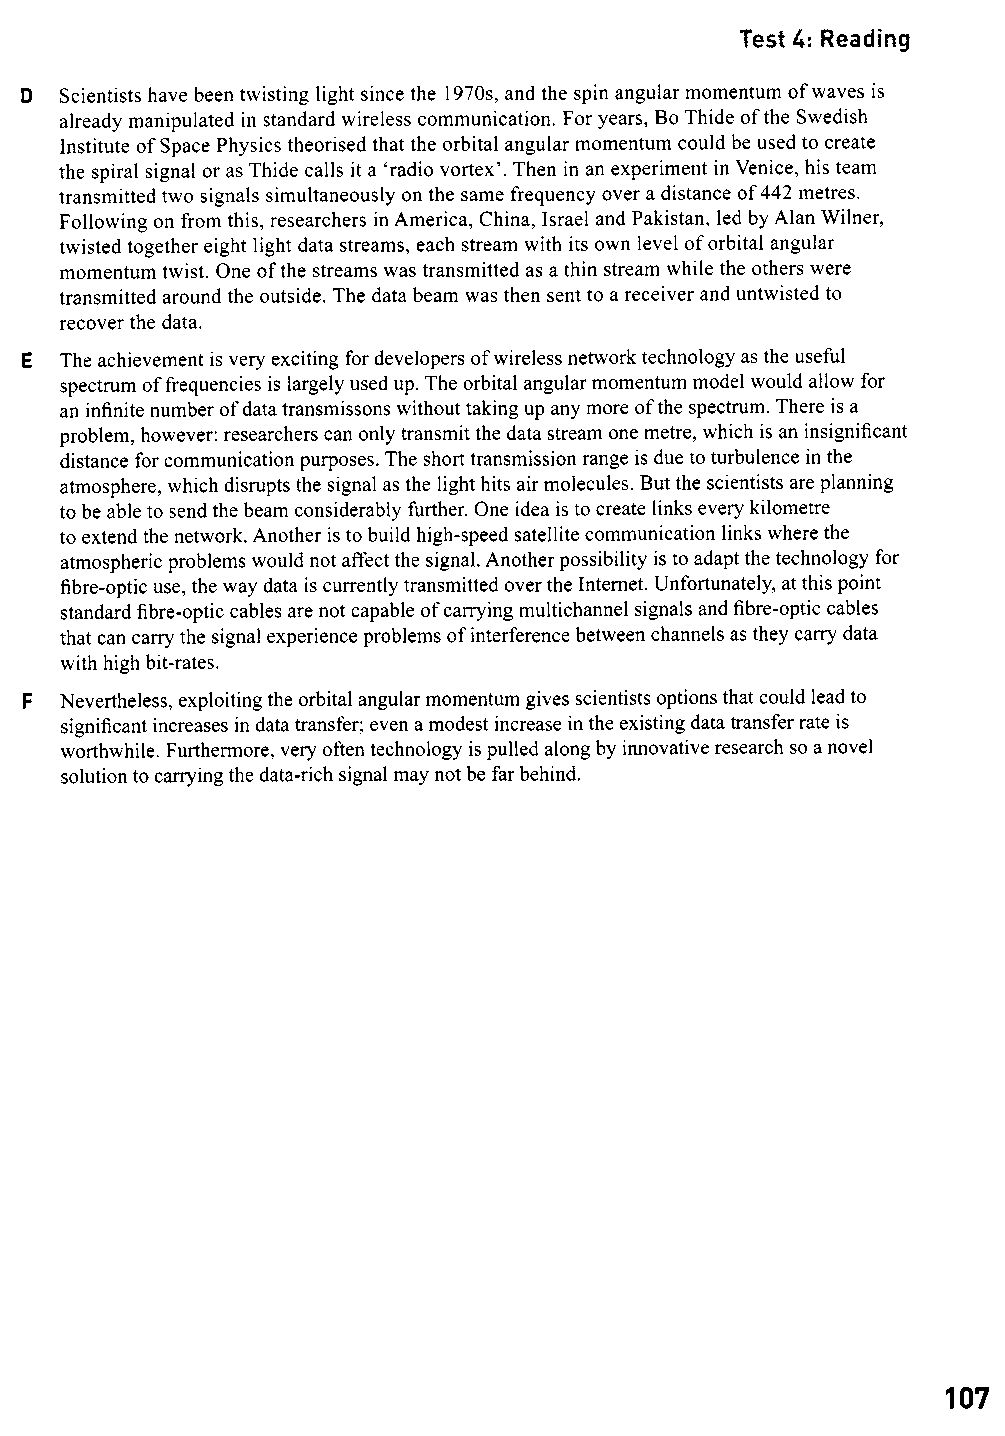 Test 4: Reading
D Scientists have been twisting light since the 1970s, and the spin angular momentum of waves is
already manipulated in standard wireless communication. For years, Bo Thide of the Swedish
Institute of Space Physics theorised that the orbital angular momentum could be used to create
the spiral signal or as Thide calls it a ‘radio vortex’. Then in an experiment in Venice, his team
transmitted two signals simultaneously on the same frequency over a distance of 442 metres.
Following on from this, researchers in America, China, Israel and Pakistan, led by Alan Wilner,
twisted together eight light data streams, each stream with its own level of orbital angular
momentum twist. One of the streams was transmitted as a thin stream while the others were
transmitted around the outside. The data beam was then sent to a receiver and untwisted to
recover the data.
E The achievement is very exciting for developers of wireless network technology as the useful
spectrum of frequencies is largely used up. The orbital angular momentum model would allow for
an infinite number of data transmissons without taking up any more of the spectrum. There is a
problem, however: researchers can only transmit the data stream one metre, which is an insignificant
distance for communication purposes. The short transmission range is due to turbulence in the
atmosphere, which disrupts the signal as the light hits air molecules. But the scientists are planning
to be able to send the beam considerably further. One idea is to create links every kilometre
to extend the network. Another is to build high-speed satellite communication links where the
atmospheric problems would not affect the signal. Another possibility is to adapt the technology for
fibre-optic use, the way data is currently transmitted over the Internet. Unfortunately, at this point
standard fibre-optic cables are not capable of carrying multichannel signals and fibre-optic cables
that can carry the signal experience problems of interference between channels as they carry data
with high bit-rates.
F Nevertheless, exploiting the orbital angular momentum gives scientists options that could lead to
significant increases in data transfer; even a modest increase in the existing data transfer rate is
worthwhile. Furthermore, very often technology is pulled along by innovative research so a novel
solution to carrying the data-rich signal may not be far behind.
107